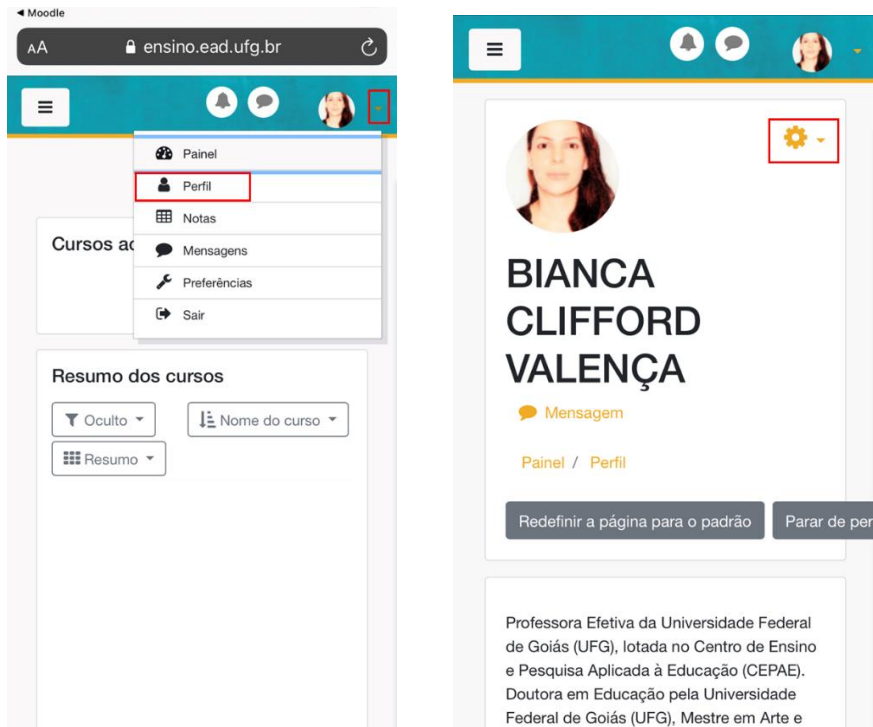 ◀ Moodle
AA ensino.ead.ufg.br
Painel
Perfil
Notas
Mensagens
Preferências
Sair
Cursos ac
Resumo dos cursos
Oculto
Nome do curso
Resumo
BIANCA
CLIFFORD
VALENÇA
Mensagem
Painel / Perfil
Redefinir a página para o padrão
Parar de per
Professora Efetiva da Universidade Federal
de Goiás (UFG), lotada no Centro de Ensino
e Pesquisa Aplicada à Educação (CEPAE).
Doutora em Educação pela Universidade
Federal de Goiás (UFG), Mestre em Arte e